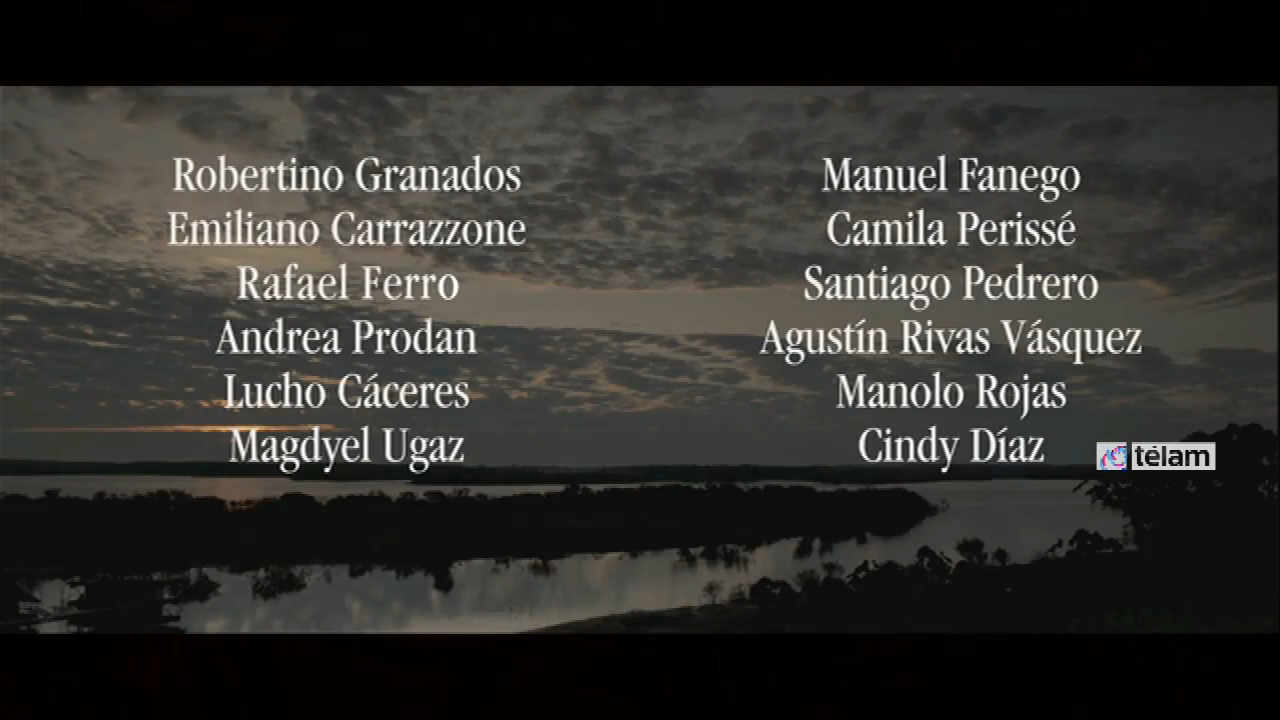 Robertino Granados
Emiliano Carrazzone
Rafael Ferro
Andrea Prodan
Lucho Cáceres
Magdyel Ugaz
Manuel Fanego
Camila Perissé
Santiago Pedrero
Agustín Rivas Vásquez
Manolo Rojas
Cindy Díaz
télam